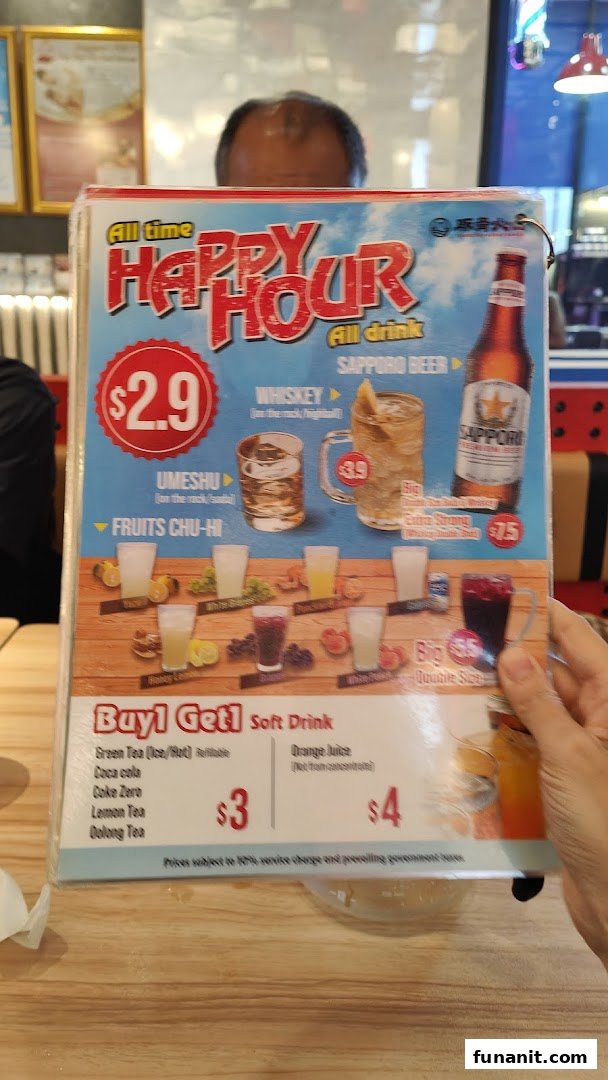 All time
HAPPY
HOUR
All drink
$2.9
SAPPORO BEER
WHISKEY
(on the rock/highball)
SAPPORO
$3.9
UMESHU
(on the rock/soda)
Big
Extra Strong
$7.5
FRUITS CHU-HI
Honey Lemon
Big
Double Size
Buy1 Get1 Soft Drink
Green Tea (Ice/Hot) Refillable
Coca cola
Coke Zero
Lemon Tea
Oolong Tea
$3
Orange Juice
(Not from concentrate)
$4
Prices subject to 10% service charge and prevailing government taxes.
funanit.com